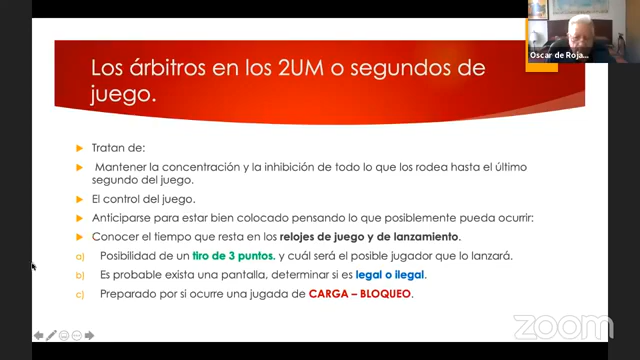 Oscar de Roja...
Los árbitros en los 2UM o segundos de
juego.
Tratan de:
Mantener la concentración y la inhibición de todo lo que los rodea hasta el último
segundo del juego.
El control del juego.
Anticiparse para estar bien colocado pensando lo que posiblemente pueda ocurrir:
Conocer el tiempo que resta en los relojes de juego y de lanzamiento.
a) Posibilidad de un tiro de 3 puntos. y cuál será el posible jugador que lo lanzará.
b) Es probable exista una pantalla, determinar si es legal o ilegal.
c) Preparado por si ocurre una jugada de CARGA – BLOQUEO.
zoom